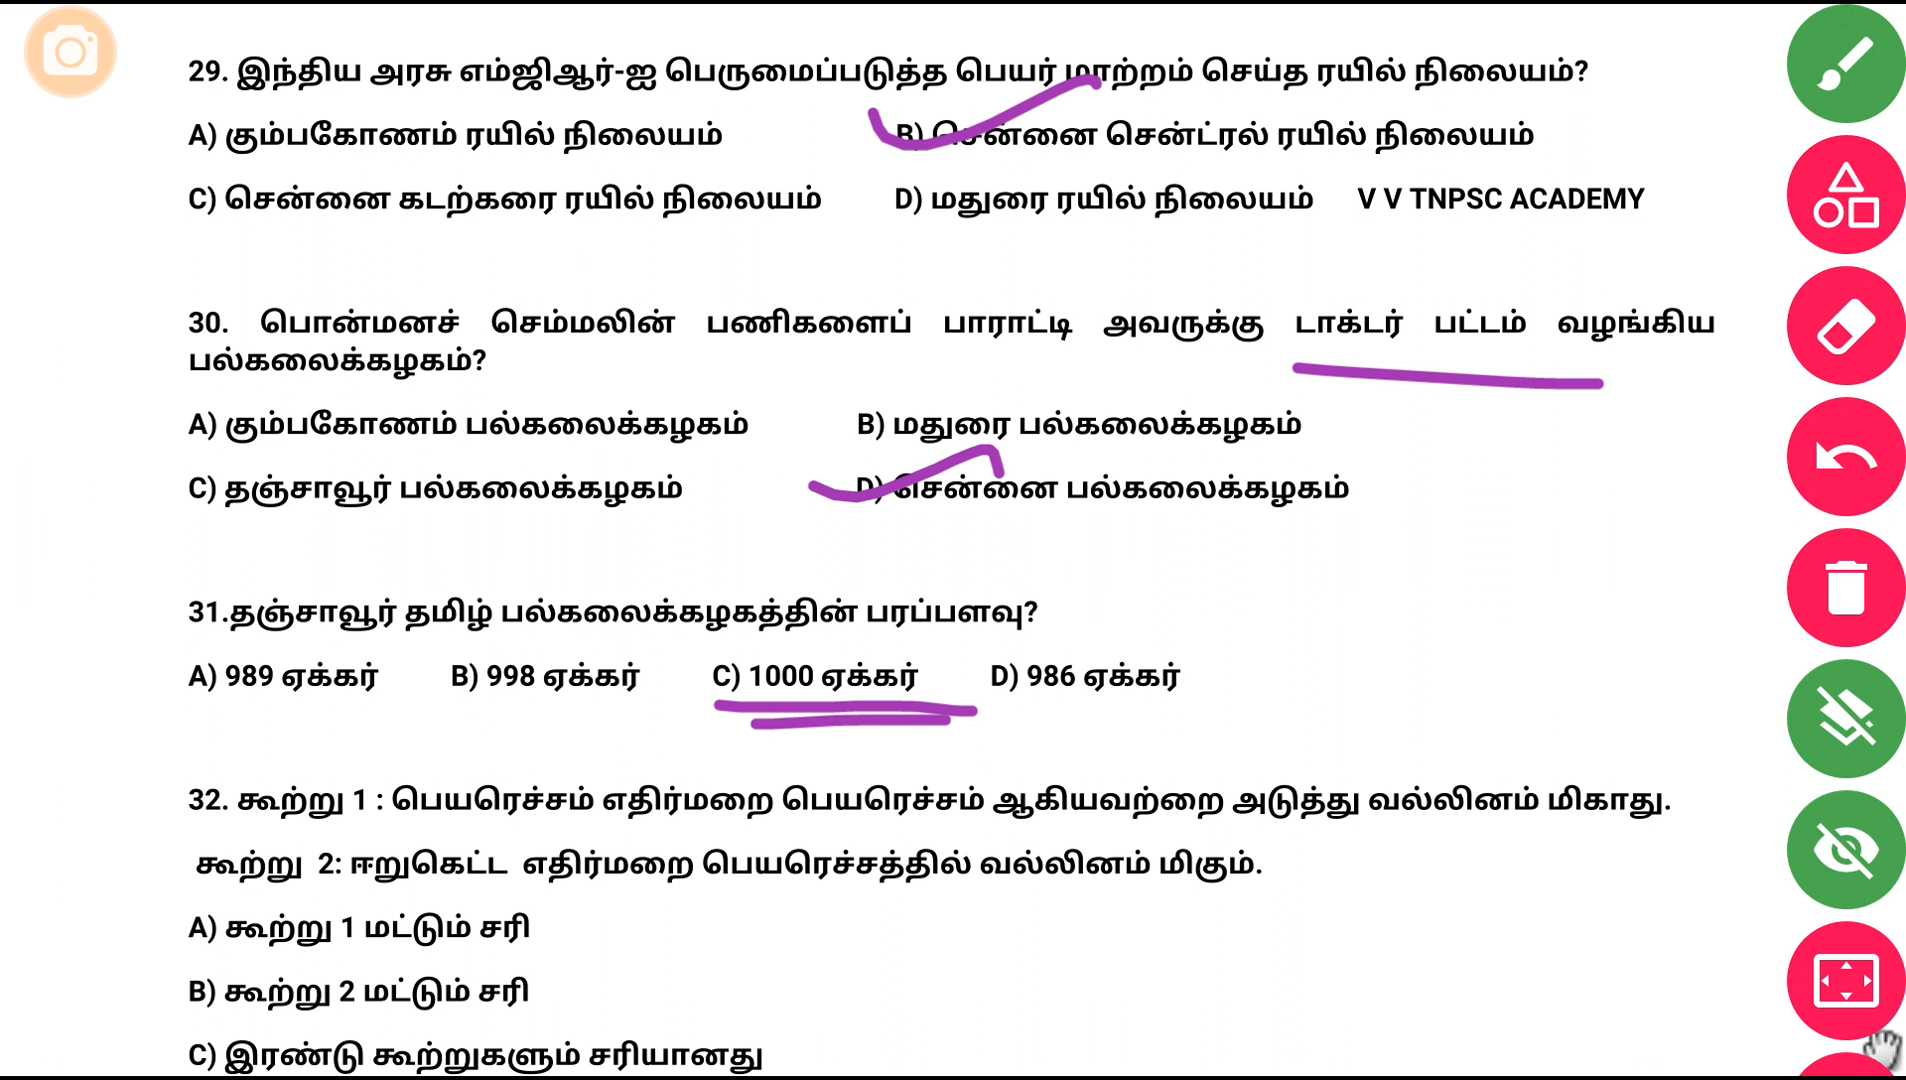 29. இந்திய அரசு எம்ஜிஆர்-ஐ பெருமைப்படுத்த பெயர் மாற்றம் செய்த ரயில் நிலையம்?
A) கும்பகோணம் ரயில் நிலையம் B) சென்னை சென்ட்ரல் ரயில் நிலையம்
C) சென்னை கடற்கரை ரயில் நிலையம் D) மதுரை ரயில் நிலையம் V V TNPSC ACADEMY
30. பொன்மனச் செம்மலின் பணிகளைப் பாராட்டி அவருக்கு டாக்டர் பட்டம் வழங்கிய
பல்கலைக்கழகம்?
A) கும்பகோணம் பல்கலைக்கழகம் B) மதுரை பல்கலைக்கழகம்
C) தஞ்சாவூர் பல்கலைக்கழகம் D) சென்னை பல்கலைக்கழகம்
31.தஞ்சாவூர் தமிழ் பல்கலைக்கழகத்தின் பரப்பளவு?
A) 989 ஏக்கர் B) 998 ஏக்கர் C) 1000 ஏக்கர் D) 986 ஏக்கர்
32. கூற்று 1 : பெயரெச்சம் எதிர்மறை பெயரெச்சம் ஆகியவற்றை அடுத்து வல்லினம் மிகாது.
கூற்று 2: ஈறுகெட்ட எதிர்மறை பெயரெச்சத்தில் வல்லினம் மிகும்.
A) கூற்று 1 மட்டும் சரி
B) கூற்று 2 மட்டும் சரி
C) இரண்டு கூற்றுகளும் சரியானது